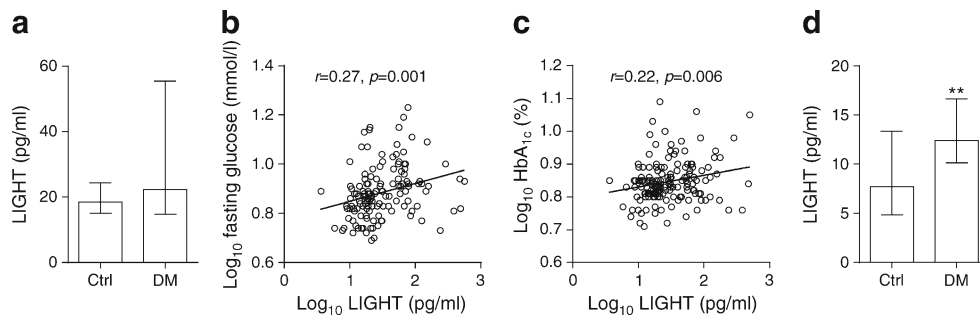 a
LIGHT (pg/ml)
60
40
20
0
Ctrl
DM
b
Log10 fasting glucose (mmol/l)
1.4
1.2
1.0
0.8
0.6
r=0.27, p=0.001
0
1
2
3
Log10 LIGHT (pg/ml)
c
Log10 HbA1c (%)
1.2
1.1
1.0
0.9
0.8
0.7
0.6
r=0.22, p=0.006
0
1
2
3
Log10 LIGHT (pg/ml)
d
LIGHT (pg/ml)
20
15
10
5
0
**
Ctrl
DM